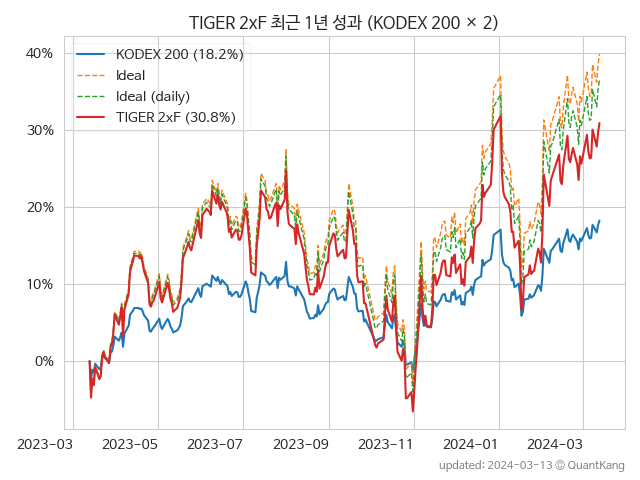 TIGER 2xF 최근 1년 성과 (KODEX 200 × 2)
40%
30%
20%
10%
0%
KODEX 200 (18.2%)
Ideal
Ideal (daily)
TIGER 2xF (30.8%)
2023-03 2023-05 2023-07 2023-09 2023-11 2024-01 2024-03
updated: 2024-03-13 ⓒ QuantKang